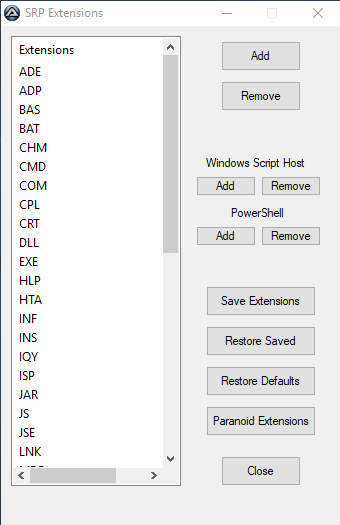 SRP Extensions
Extensions
ADE
ADP
BAS
BAT
CHM
CMD
COM
CPL
CRT
DLL
EXE
HLP
HTA
INF
INS
IQY
ISP
JAR
JS
JSE
LNK
Add
Remove
Windows Script Host
Add Remove
PowerShell
Add Remove
Save Extensions
Restore Saved
Restore Defaults
Paranoid Extensions
Close